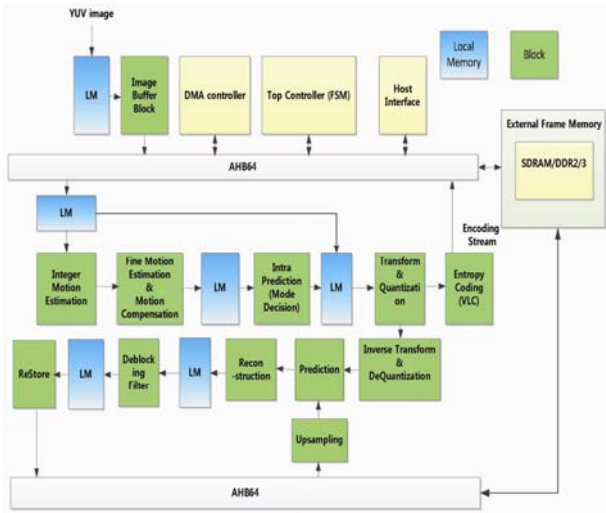 YUV image
LM
Image
Buffer
Block
DMA controller
Top Controller (FSM)
Host
Interface
Local
Memory
Block
External Frame Memory
SDRAM/DDR2/3
AHB64
LM
Encoding
Stream
Integer
Motion
Estimation
Fine Motion
Estimation
&
Motion
Compensation
LM
Intra
Prediction
(Mode
Decision)
LM
Transform
&
Quantizati
on
Entropy
Coding
(VLC)
ReStore
LM
Deblock
ing
Filter
LM
Recon
-struction
Prediction
Inverse Transform
&
DeQuantization
Upsampling
AHB64